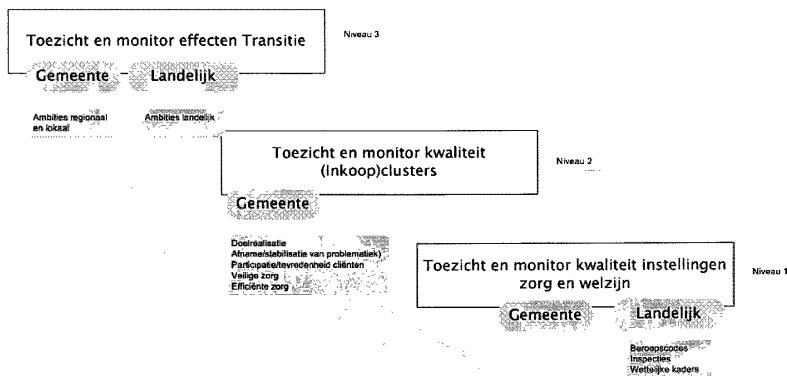 Toezicht en monitor effecten Transitie
Niveau 3
Gemeente
Landelijk
Ambities regionaal
en lokaal
Ambities landelijk
Toezicht en monitor kwaliteit
(Inkoop)clusters
Niveau 2
Gemeente
Doelrealisatie
Afname/stabilisatie van problematiek)
Participatie/tevredenheid cliënten
Veilige zorg
Efficiënte zorg
Toezicht en monitor kwaliteit instellingen
zorg en welzijn
Niveau 1
Gemeente
Landelijk
Beroepscodes
Inspecties
Wettelijke kaders